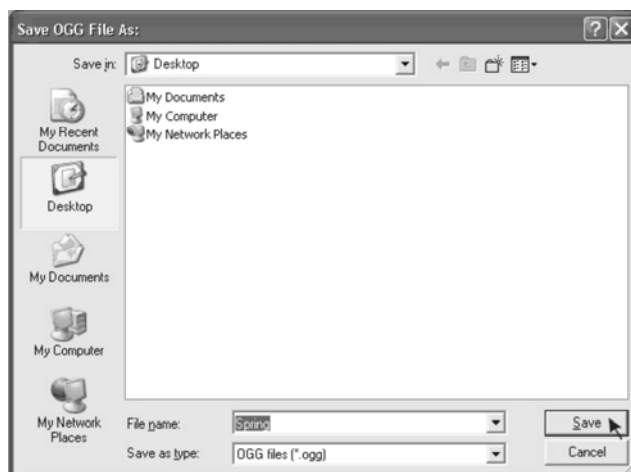 Save OGG File As:
Save in: Desktop
My Documents
My Computer
My Network Places
My Recent
Documents
Desktop
My Documents
My Computer
My Network
Places
File name: Spring
Save
Save as type: OGG files (*.ogg)
Cancel